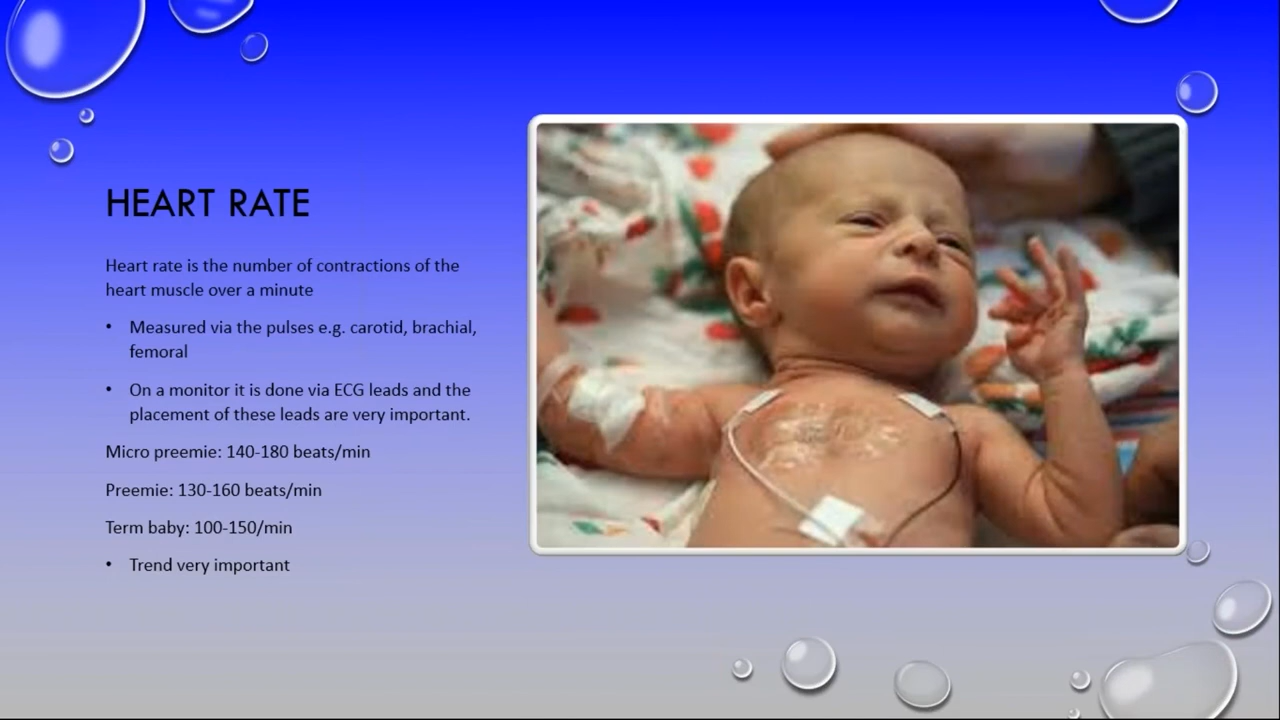 HEART RATE
Heart rate is the number of contractions of the
heart muscle over a minute
• Measured via the pulses e.g. carotid, brachial,
femoral
• On a monitor it is done via ECG leads and the
placement of these leads are very important.
Micro preemie: 140-180 beats/min
Preemie: 130-160 beats/min
Term baby: 100-150/min
• Trend very important